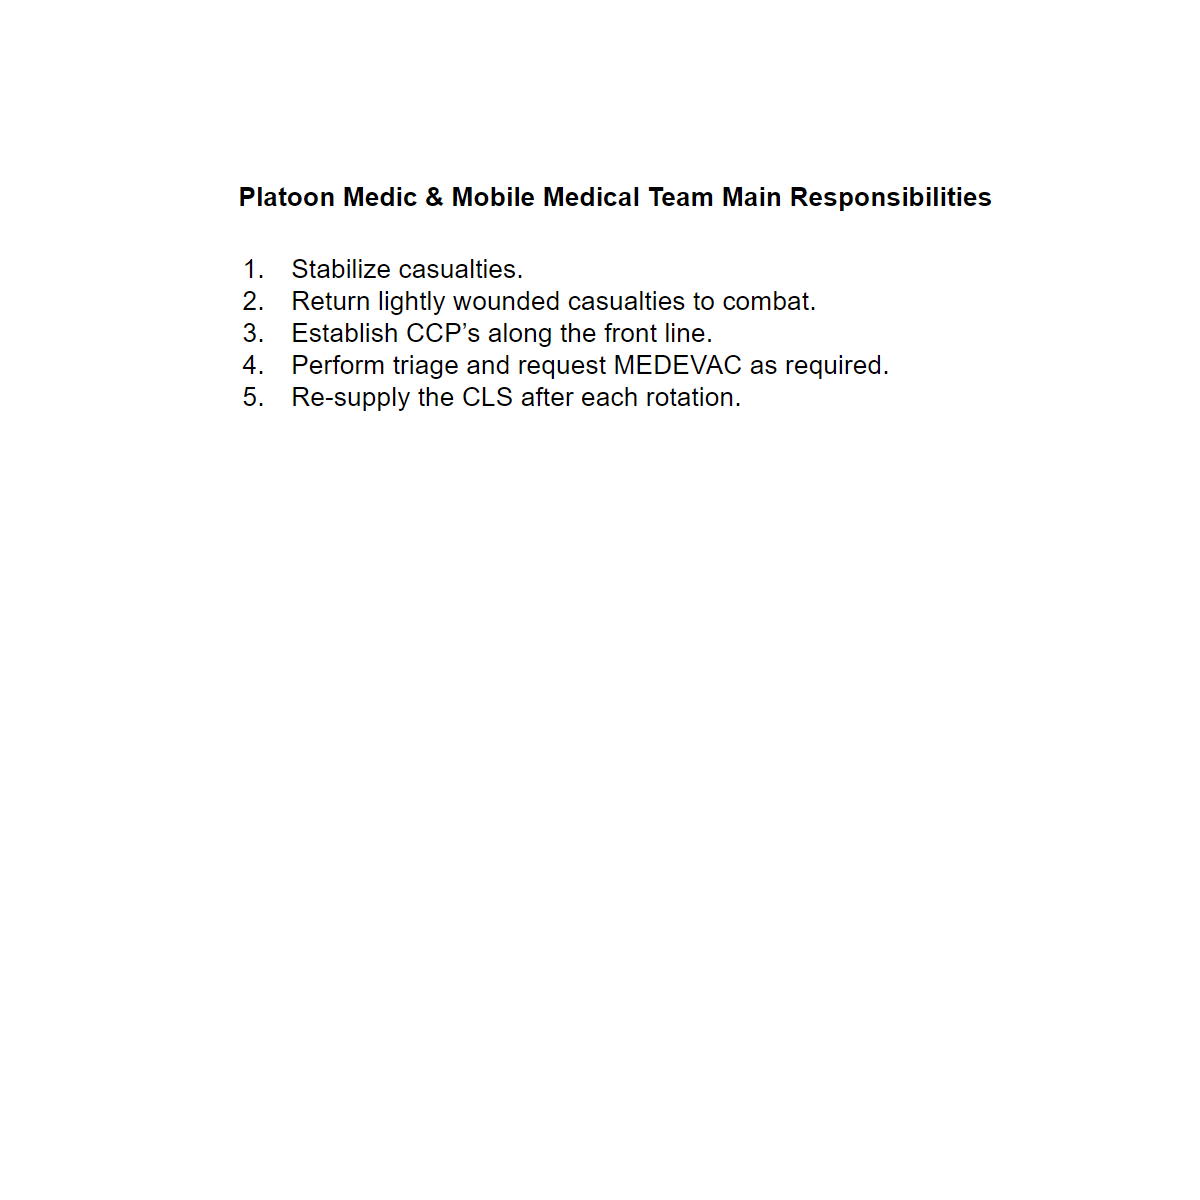 Platoon Medic & Mobile Medical Team Main Responsibilities
1. Stabilize casualties.
2. Return lightly wounded casualties to combat.
3. Establish CCP’s along the front line.
4. Perform triage and request MEDEVAC as required.
5. Re-supply the CLS after each rotation.